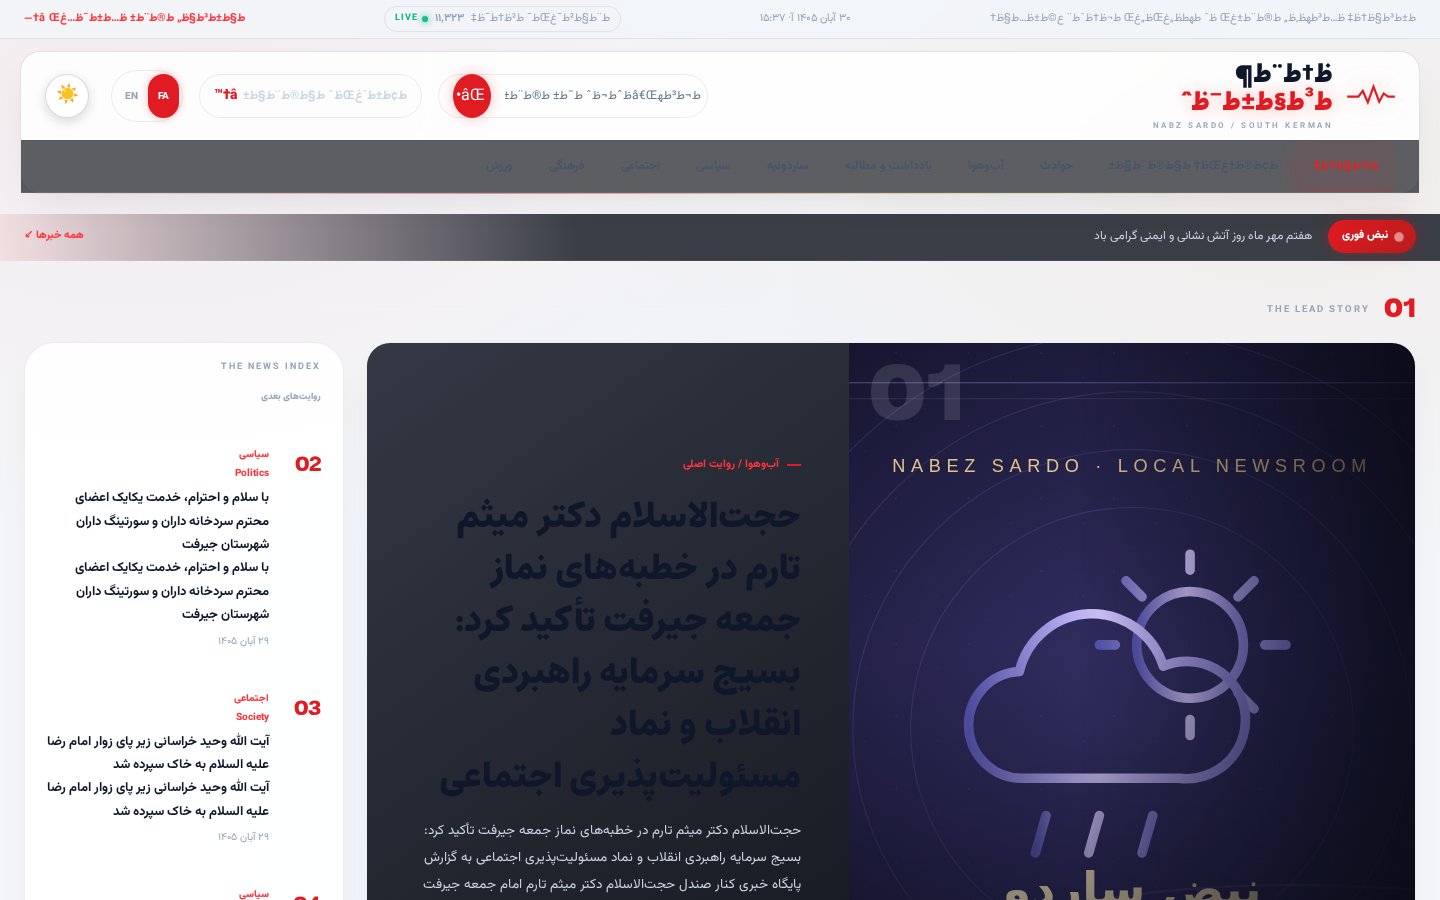 ۳۰ آبان ۱۴۰۵
۱۵:۳۷
۱۱,۳۲۳
LIVE
NABZ SARDO / SOUTH KERMAN
FA
EN
حوادث
آب‌وهوا
یادداشت و مطالبه
ساردوئیه
سیاسی
اجتماعی
فرهنگی
ورزش
نبض فوری
هفتم مهر ماه روز آتش نشانی و ایمنی گرامی باد
همه خبرها ↙
01
THE LEAD STORY
01
NABEZ SARDO · LOCAL NEWSROOM
نبض ساردو
آب‌وهوا / روایت اصلی
حجت‌الاسلام دکتر میثم
تارم در خطبه‌های نماز
جمعه جیرفت تأکید کرد:
بسیج سرمایه راهبردی
انقلاب و نماد
مسئولیت‌پذیری اجتماعی
حجت‌الاسلام دکتر میثم تارم در خطبه‌های نماز جمعه جیرفت تأکید کرد:
بسیج سرمایه راهبردی انقلاب و نماد مسئولیت‌پذیری اجتماعی به گزارش
پایگاه خبری کنار صندل حجت‌الاسلام دکتر میثم تارم امام جمعه جیرفت
THE NEWS INDEX
روایت‌های بعدی
02
سیاسی
Politics
با سلام و احترام، خدمت یکایک اعضای
محترم سردخانه داران و سورتینگ داران
شهرستان جیرفت
با سلام و احترام، خدمت یکایک اعضای
محترم سردخانه داران و سورتینگ داران
شهرستان جیرفت
۲۹ آبان ۱۴۰۵
03
اجتماعی
Society
آیت الله وحید خراسانی زیر پای زوار امام رضا
علیه السلام به خاک سپرده شد
آیت الله وحید خراسانی زیر پای زوار امام رضا
علیه السلام به خاک سپرده شد
۲۹ آبان ۱۴۰۵
سیاسی